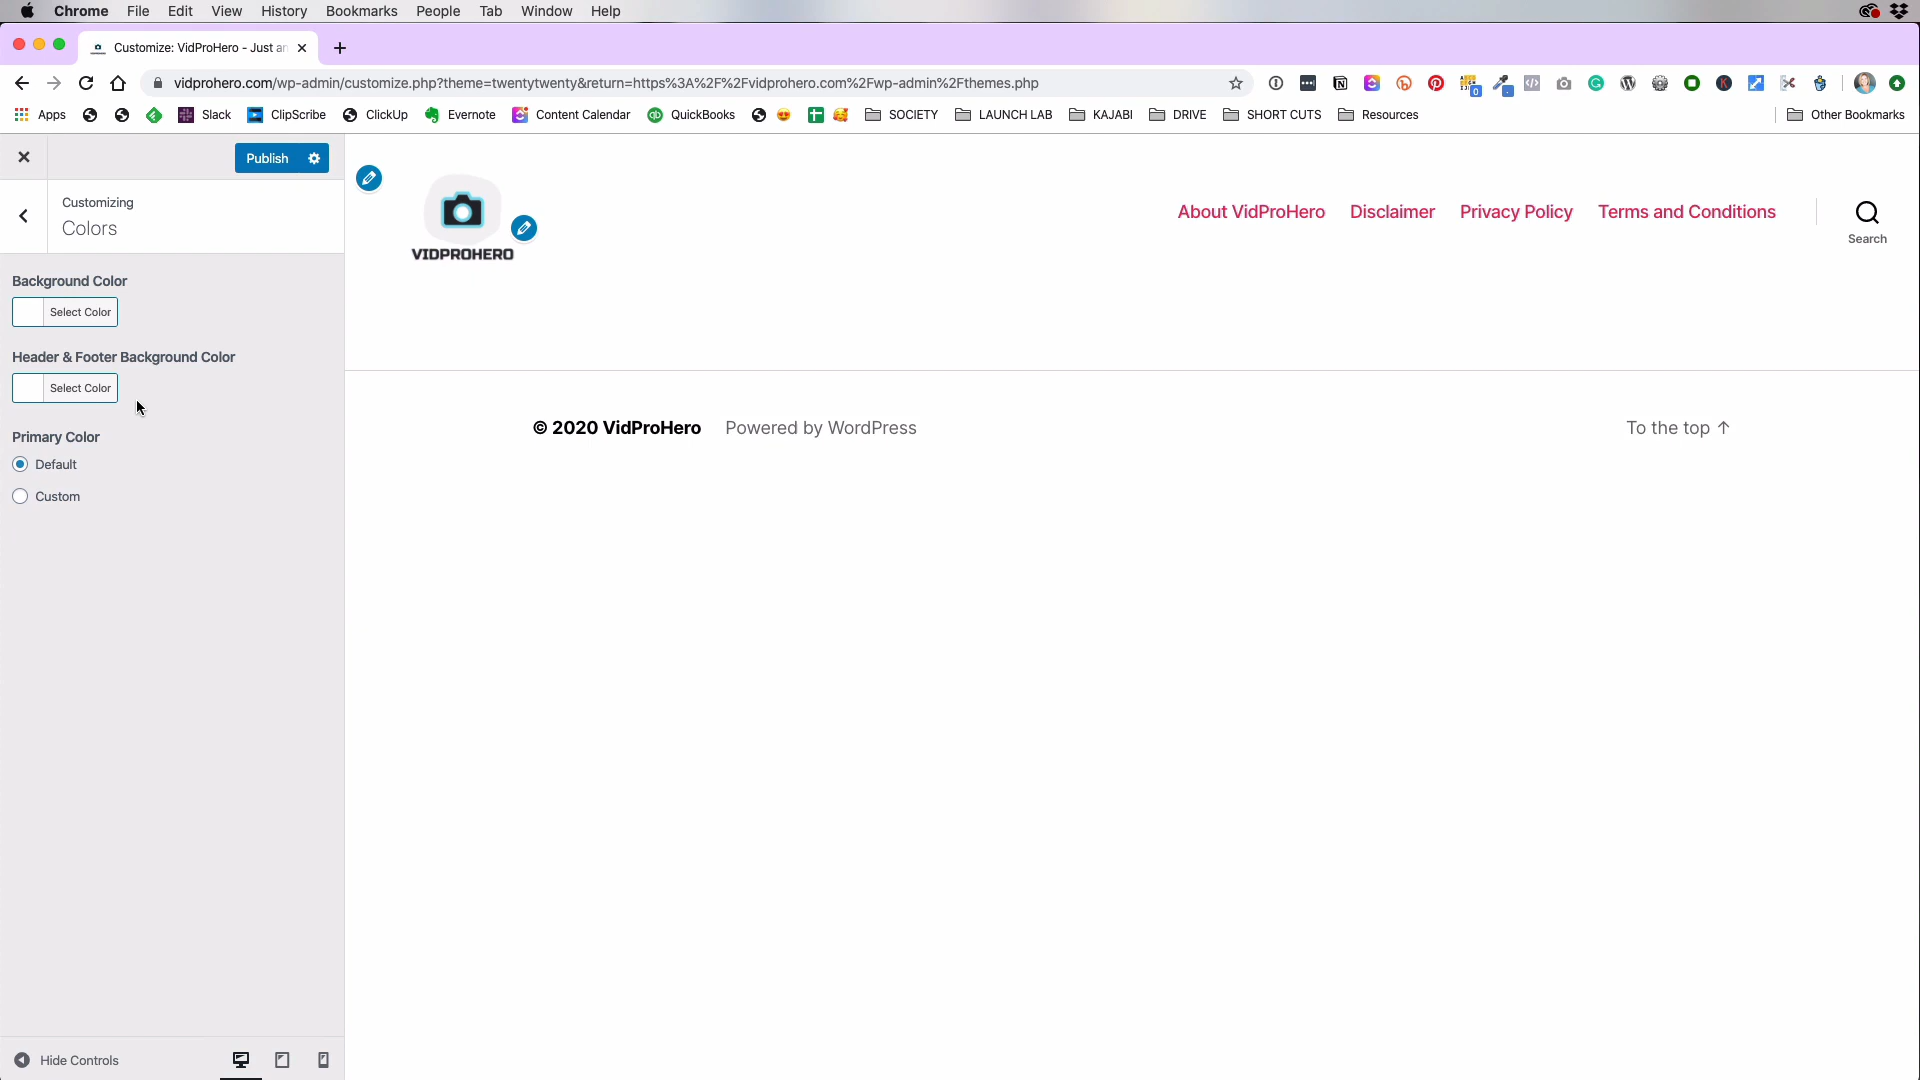 Chrome File Edit View History Bookmarks People Tab Window Help
Customize: VidProHero - Just an
vidprohero.com/wp-admin/customize.php?theme=twentytwenty&return=https%3A%2F%2Fvidprohero.com%2Fwp-admin%2Fthemes.php
Apps Slack ClipScribe ClickUp Evernote Content Calendar QuickBooks SOCIETY LAUNCH LAB KAJABI DRIVE SHORT CUTS Resources Other Bookmarks
Publish
Customizing
Colors
Background Color
Select Color
Header & Footer Background Color
Select Color
Primary Color
Default
Custom
Hide Controls
VIDPROHERO
About VidProHero Disclaimer Privacy Policy Terms and Conditions
Search
© 2020 VidProHero Powered by WordPress To the top ↑